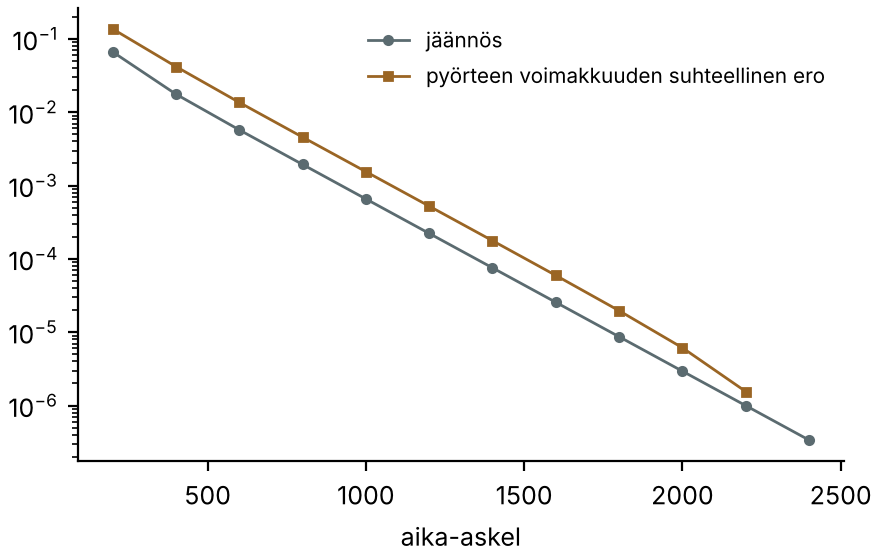 10⁻¹
10⁻²
10⁻³
10⁻⁴
10⁻⁵
10⁻⁶
jäännös
pyörteen voimakkuuden suhteellinen ero
500 1000 1500 2000 2500
aika-askel